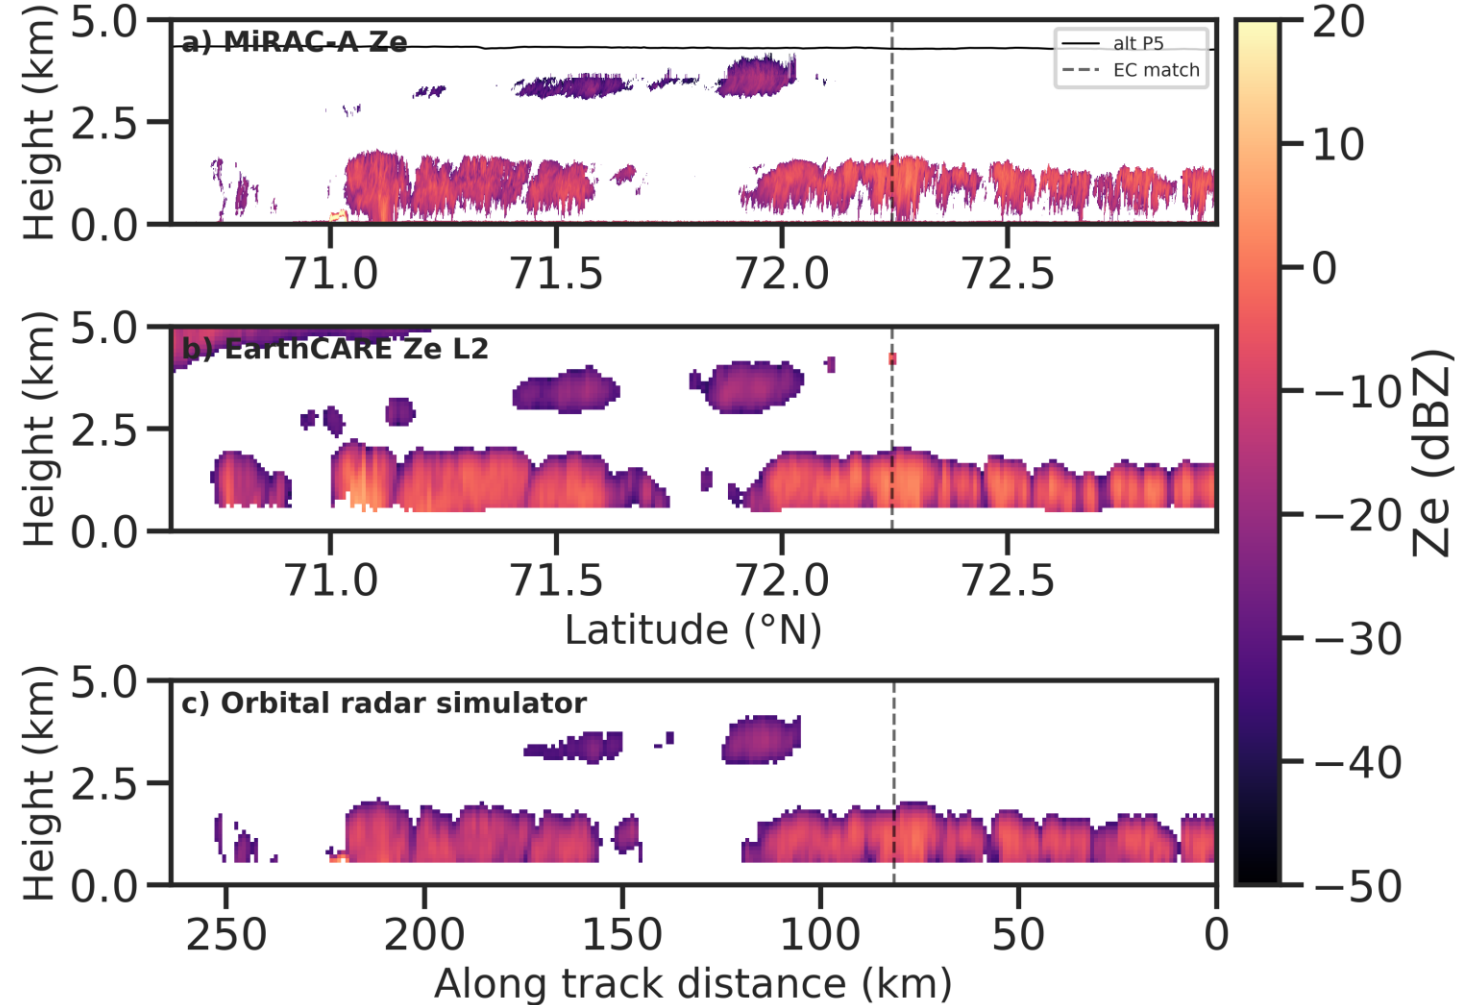 a) MiRAC-A Ze
alt P5
EC match
Height (km)
5.0
2.5
0.0
71.0 71.5 72.0 72.5
b) EarthCARE Ze L2
Height (km)
5.0
2.5
0.0
71.0 71.5 72.0 72.5
Latitude (°N)
c) Orbital radar simulator
Height (km)
5.0
2.5
0.0
250 200 150 100 50 0
Along track distance (km)
20
10
0
−10
−20
−30
−40
−50
Ze (dBZ)